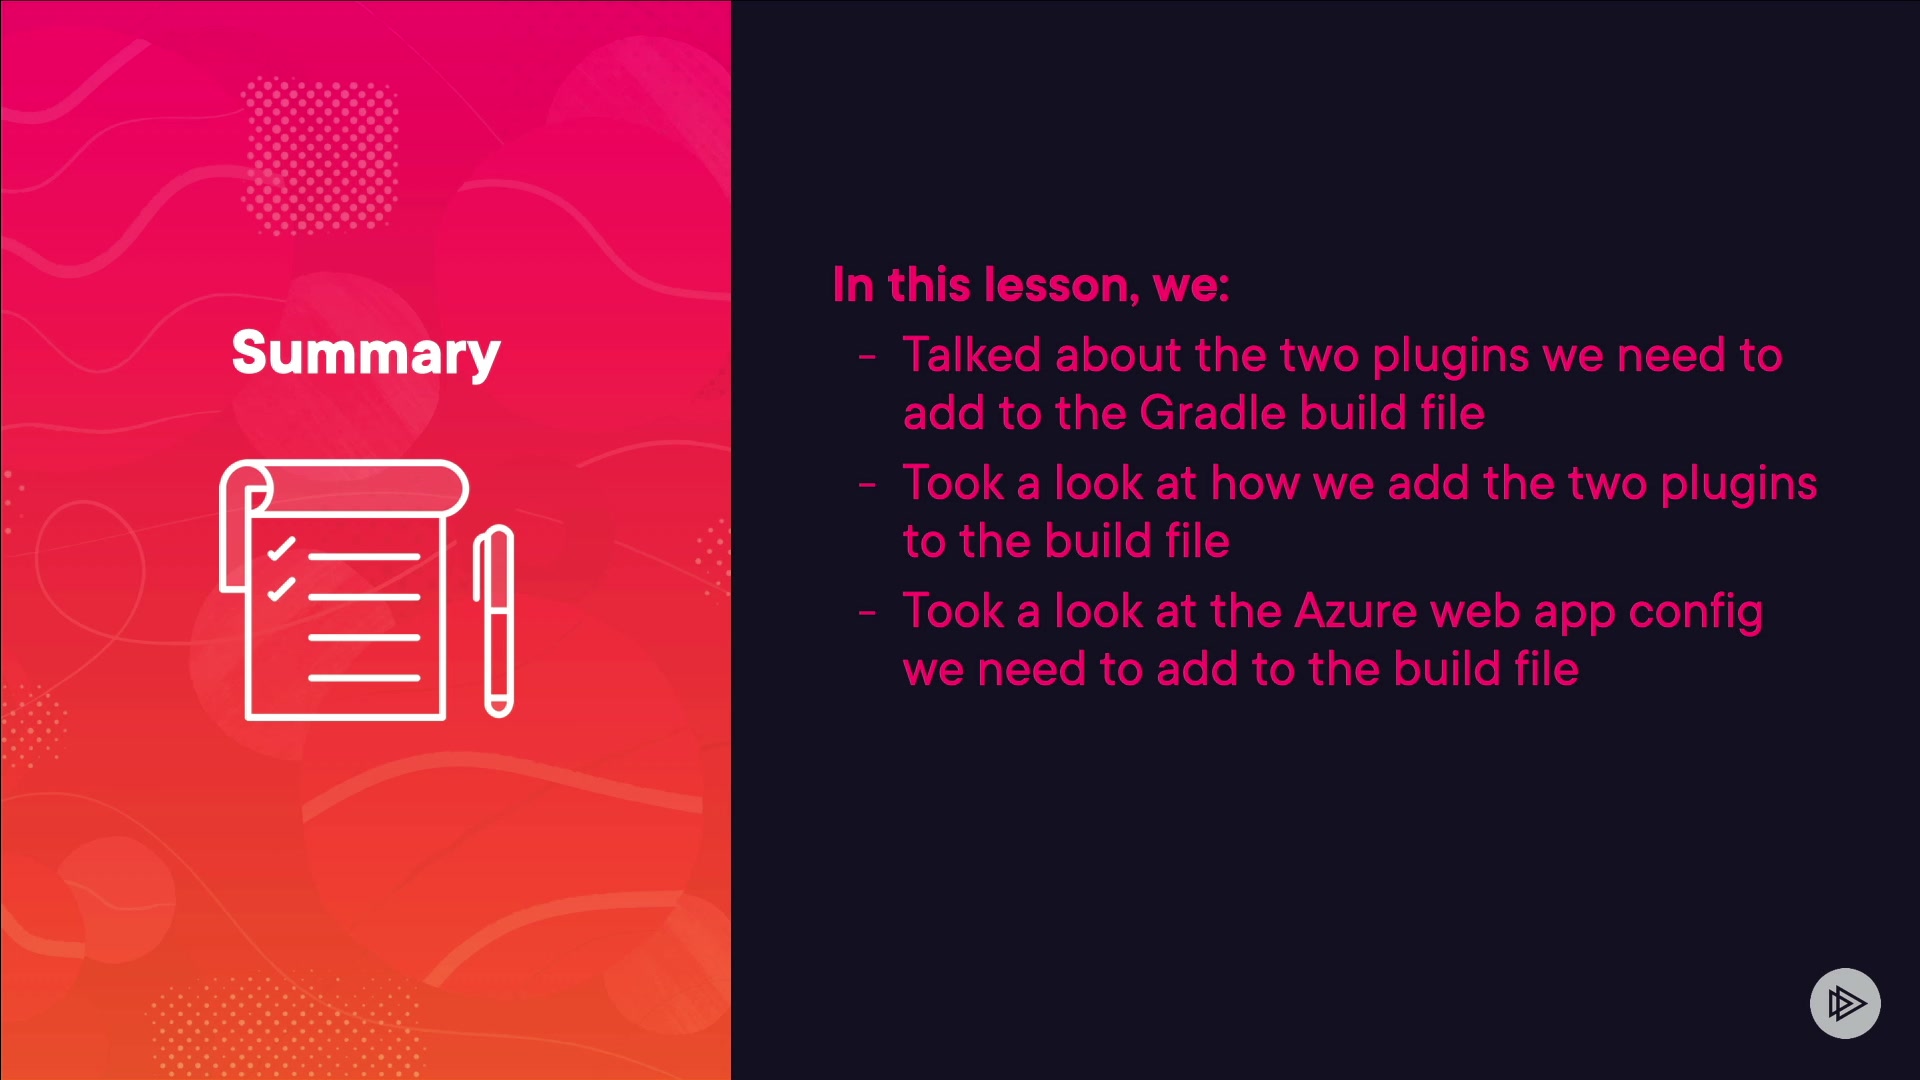 Summary
In this lesson, we:
- Talked about the two plugins we need to
add to the Gradle build file
- Took a look at how we add the two plugins
to the build file
- Took a look at the Azure web app config
we need to add to the build file